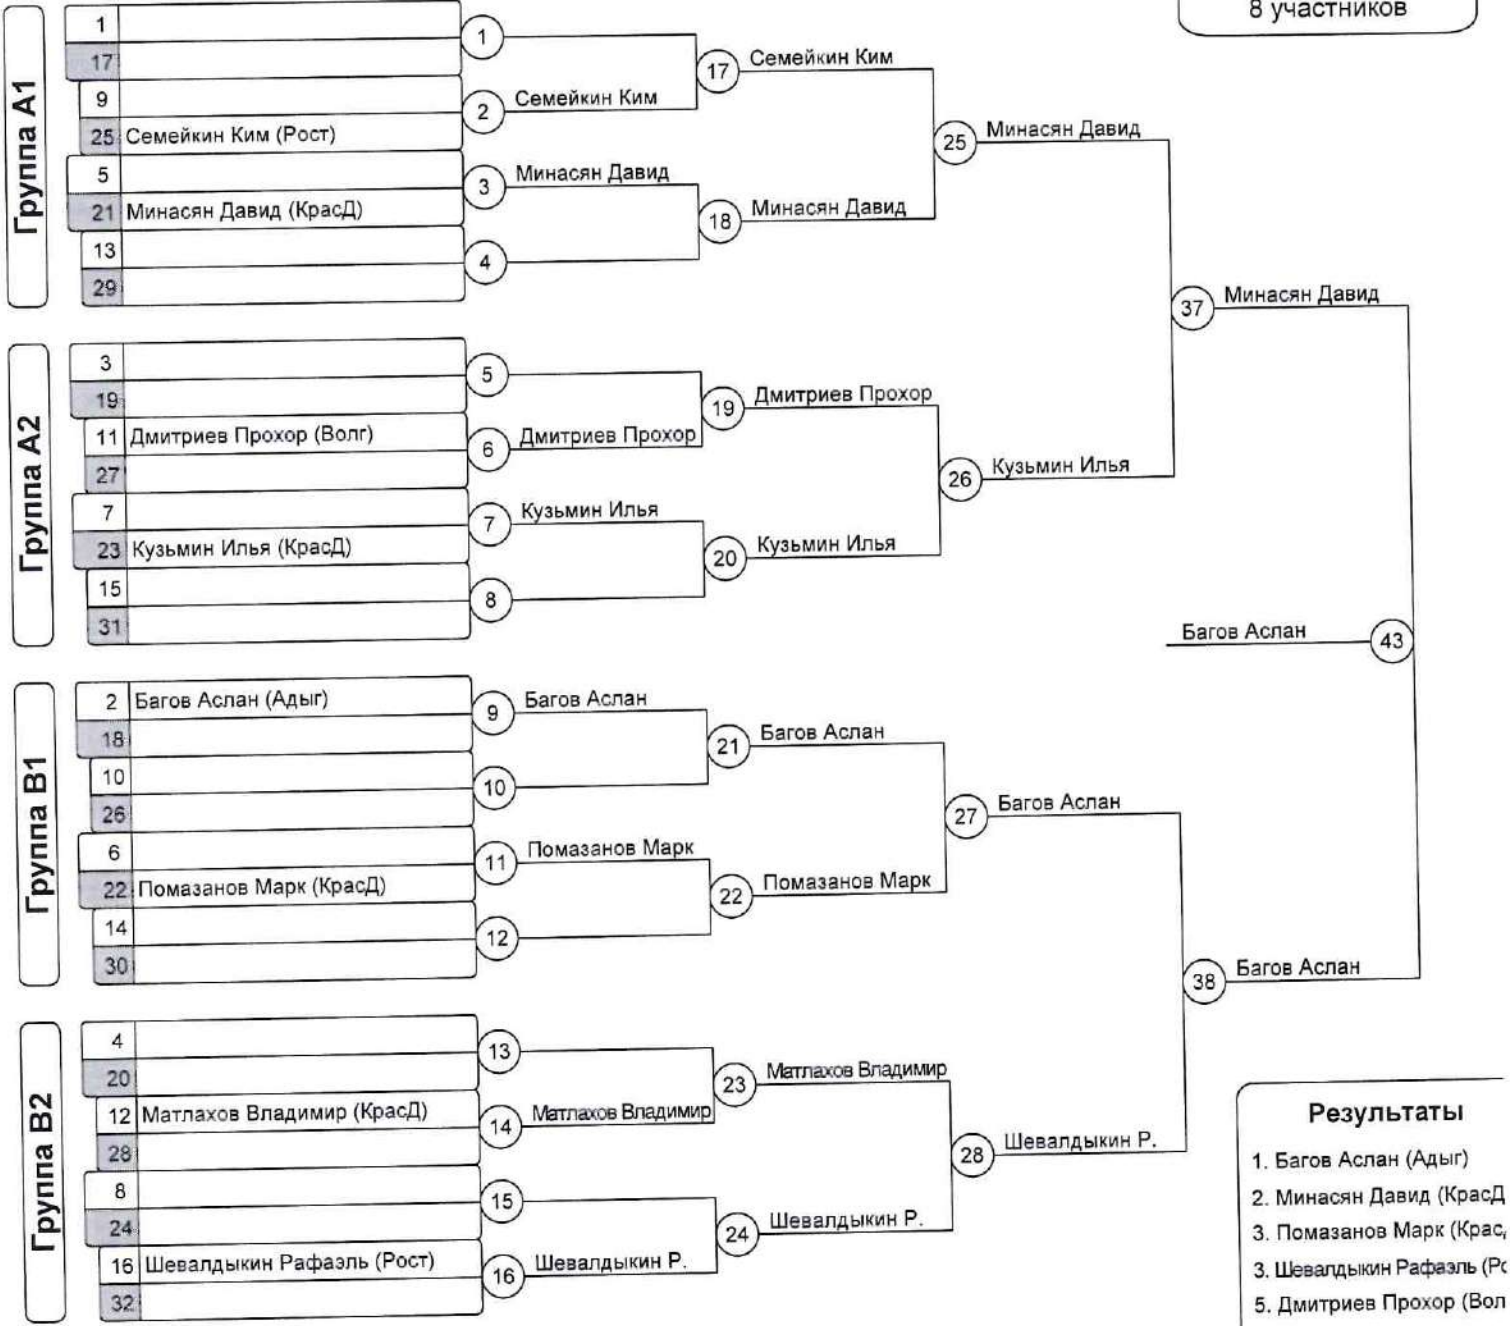 8 участников
Группа A1
1
17
9
25 Семейкин Ким (Рост)
5
21 Минасян Давид (КрасД)
13
29
1
2 Семейкин Ким
3 Минасян Давид
4
17 Семейкин Ким
18 Минасян Давид
25 Минасян Давид
Группа A2
3
19
11 Дмитриев Прохор (Волг)
27
7
23 Кузьмин Илья (КрасД)
15
31
5
6 Дмитриев Прохор
7 Кузьмин Илья
8
19 Дмитриев Прохор
20 Кузьмин Илья
26 Кузьмин Илья
37 Минасян Давид
Багов Аслан 43
Группа B1
2 Багов Аслан (Адыг)
18
10
26
6
22 Помазанов Марк (КрасД)
14
30
9 Багов Аслан
10
11 Помазанов Марк
12
21 Багов Аслан
22 Помазанов Марк
27 Багов Аслан
38 Багов Аслан
Группа B2
4
20
12 Матлахов Владимир (КрасД)
28
8
24
16 Шевалдыкин Рафаэль (Рост)
32
13
14 Матлахов Владимир
15
16 Шевалдыкин Р.
23 Матлахов Владимир
24 Шевалдыкин Р.
28 Шевалдыкин Р.
Результаты
1. Багов Аслан (Адыг)
2. Минасян Давид (КрасД
3. Помазанов Марк (Крас
3. Шевалдыкин Рафаэль (Рс
5. Дмитриев Прохор (Вол